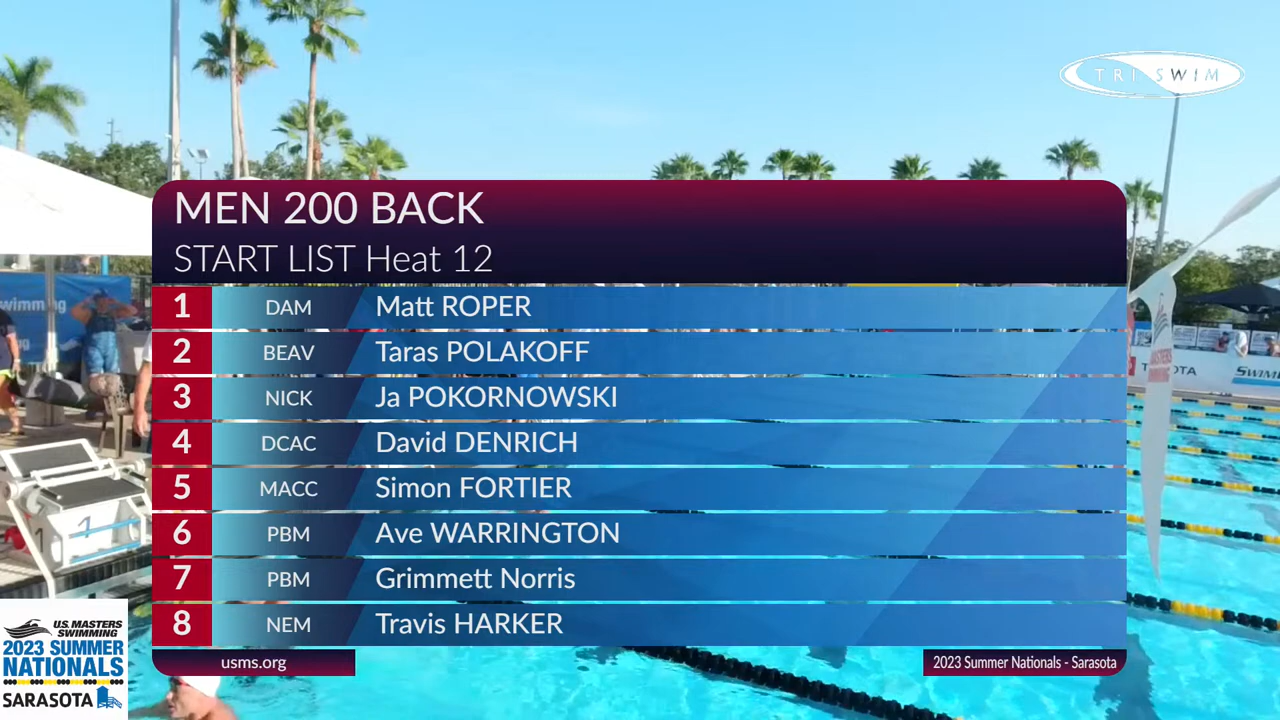 TRI SWIM
MEN 200 BACK
START LIST Heat 12
1 DAM Matt ROPER
2 BEAV Taras POLAKOFF
3 NICK Ja POKORNOWSKI
4 DCAC David DENRICH
5 MACC Simon FORTIER
6 PBM Ave WARRINGTON
7 PBM Grimmett Norris
8 NEM Travis HARKER
usms.org
2023 Summer Nationals - Sarasota
U.S. MASTERS
SWIMMING
2023 SUMMER
NATIONALS
SARASOTA
swimming
1